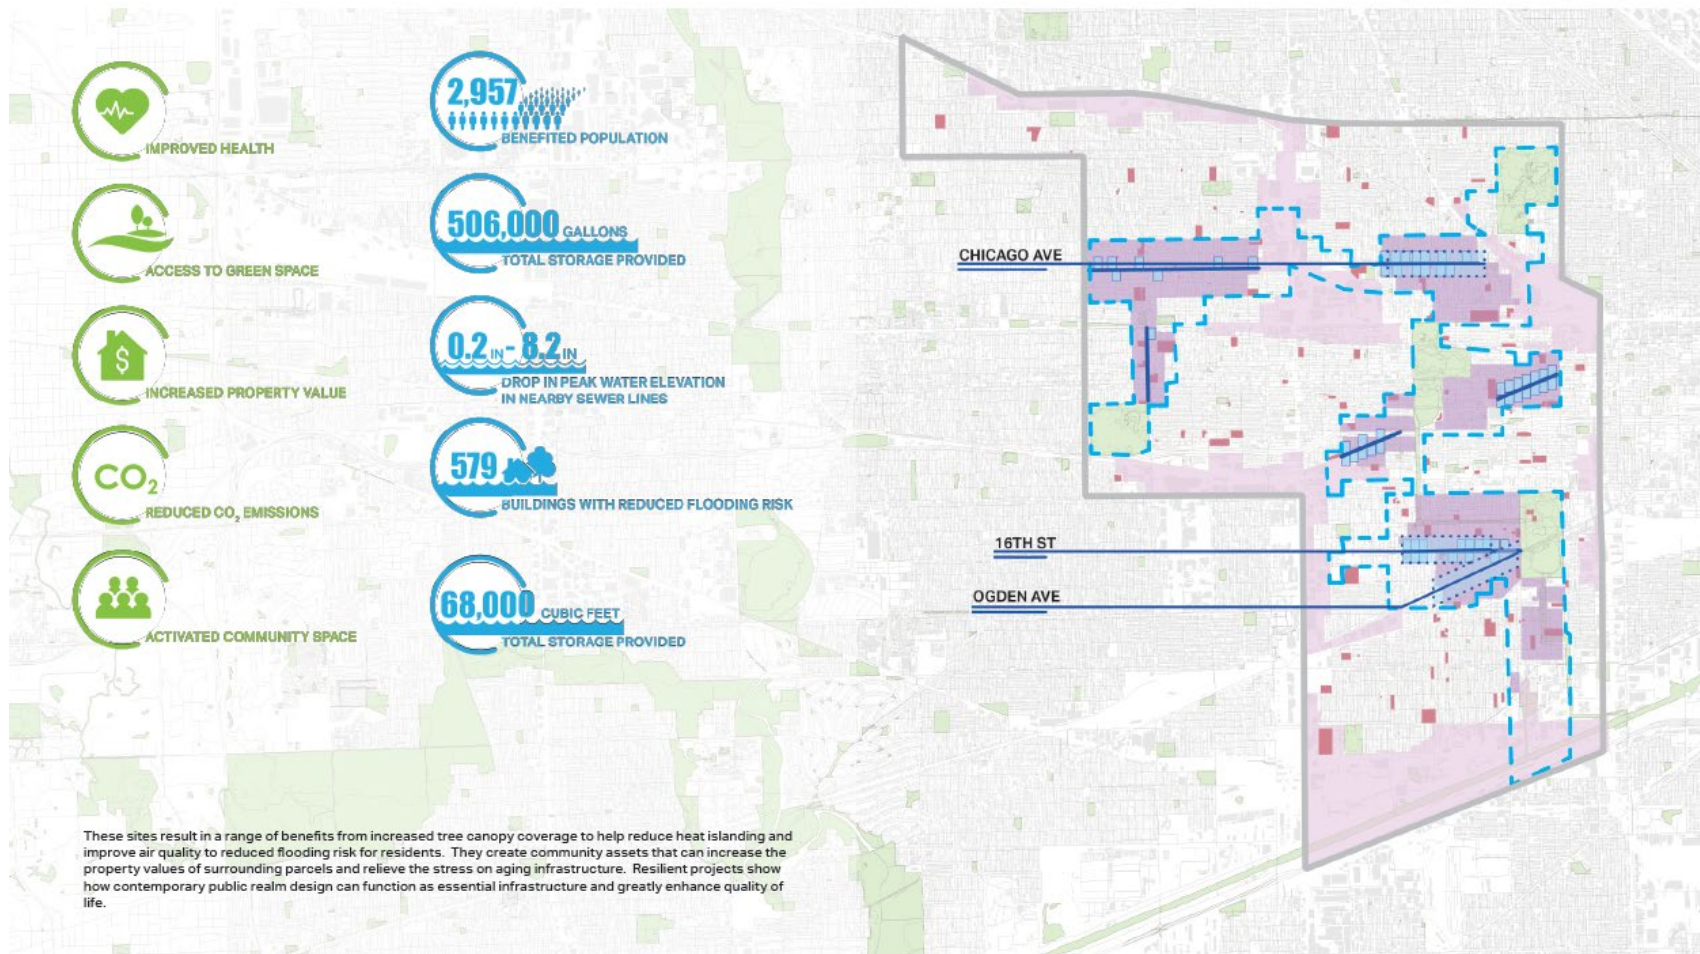 IMPROVED HEALTH
ACCESS TO GREEN SPACE
$
INCREASED PROPERTY VALUE
CO₂
REDUCED CO₂ EMISSIONS
ACTIVATED COMMUNITY SPACE
2,957
BENEFITED POPULATION
506,000 GALLONS
TOTAL STORAGE PROVIDED
0.2 IN - 8.2 IN
DROP IN PEAK WATER ELEVATION
IN NEARBY SEWER LINES
579
BUILDINGS WITH REDUCED FLOODING RISK
68,000 CUBIC FEET
TOTAL STORAGE PROVIDED
CHICAGO AVE
16TH ST
OGDEN AVE
These sites result in a range of benefits from increased tree canopy coverage to help reduce heat islanding and
improve air quality to reduced flooding risk for residents. They create community assets that can increase the
property values of surrounding parcels and relieve the stress on aging infrastructure. Resilient projects show
how contemporary public realm design can function as essential infrastructure and greatly enhance quality of
life.